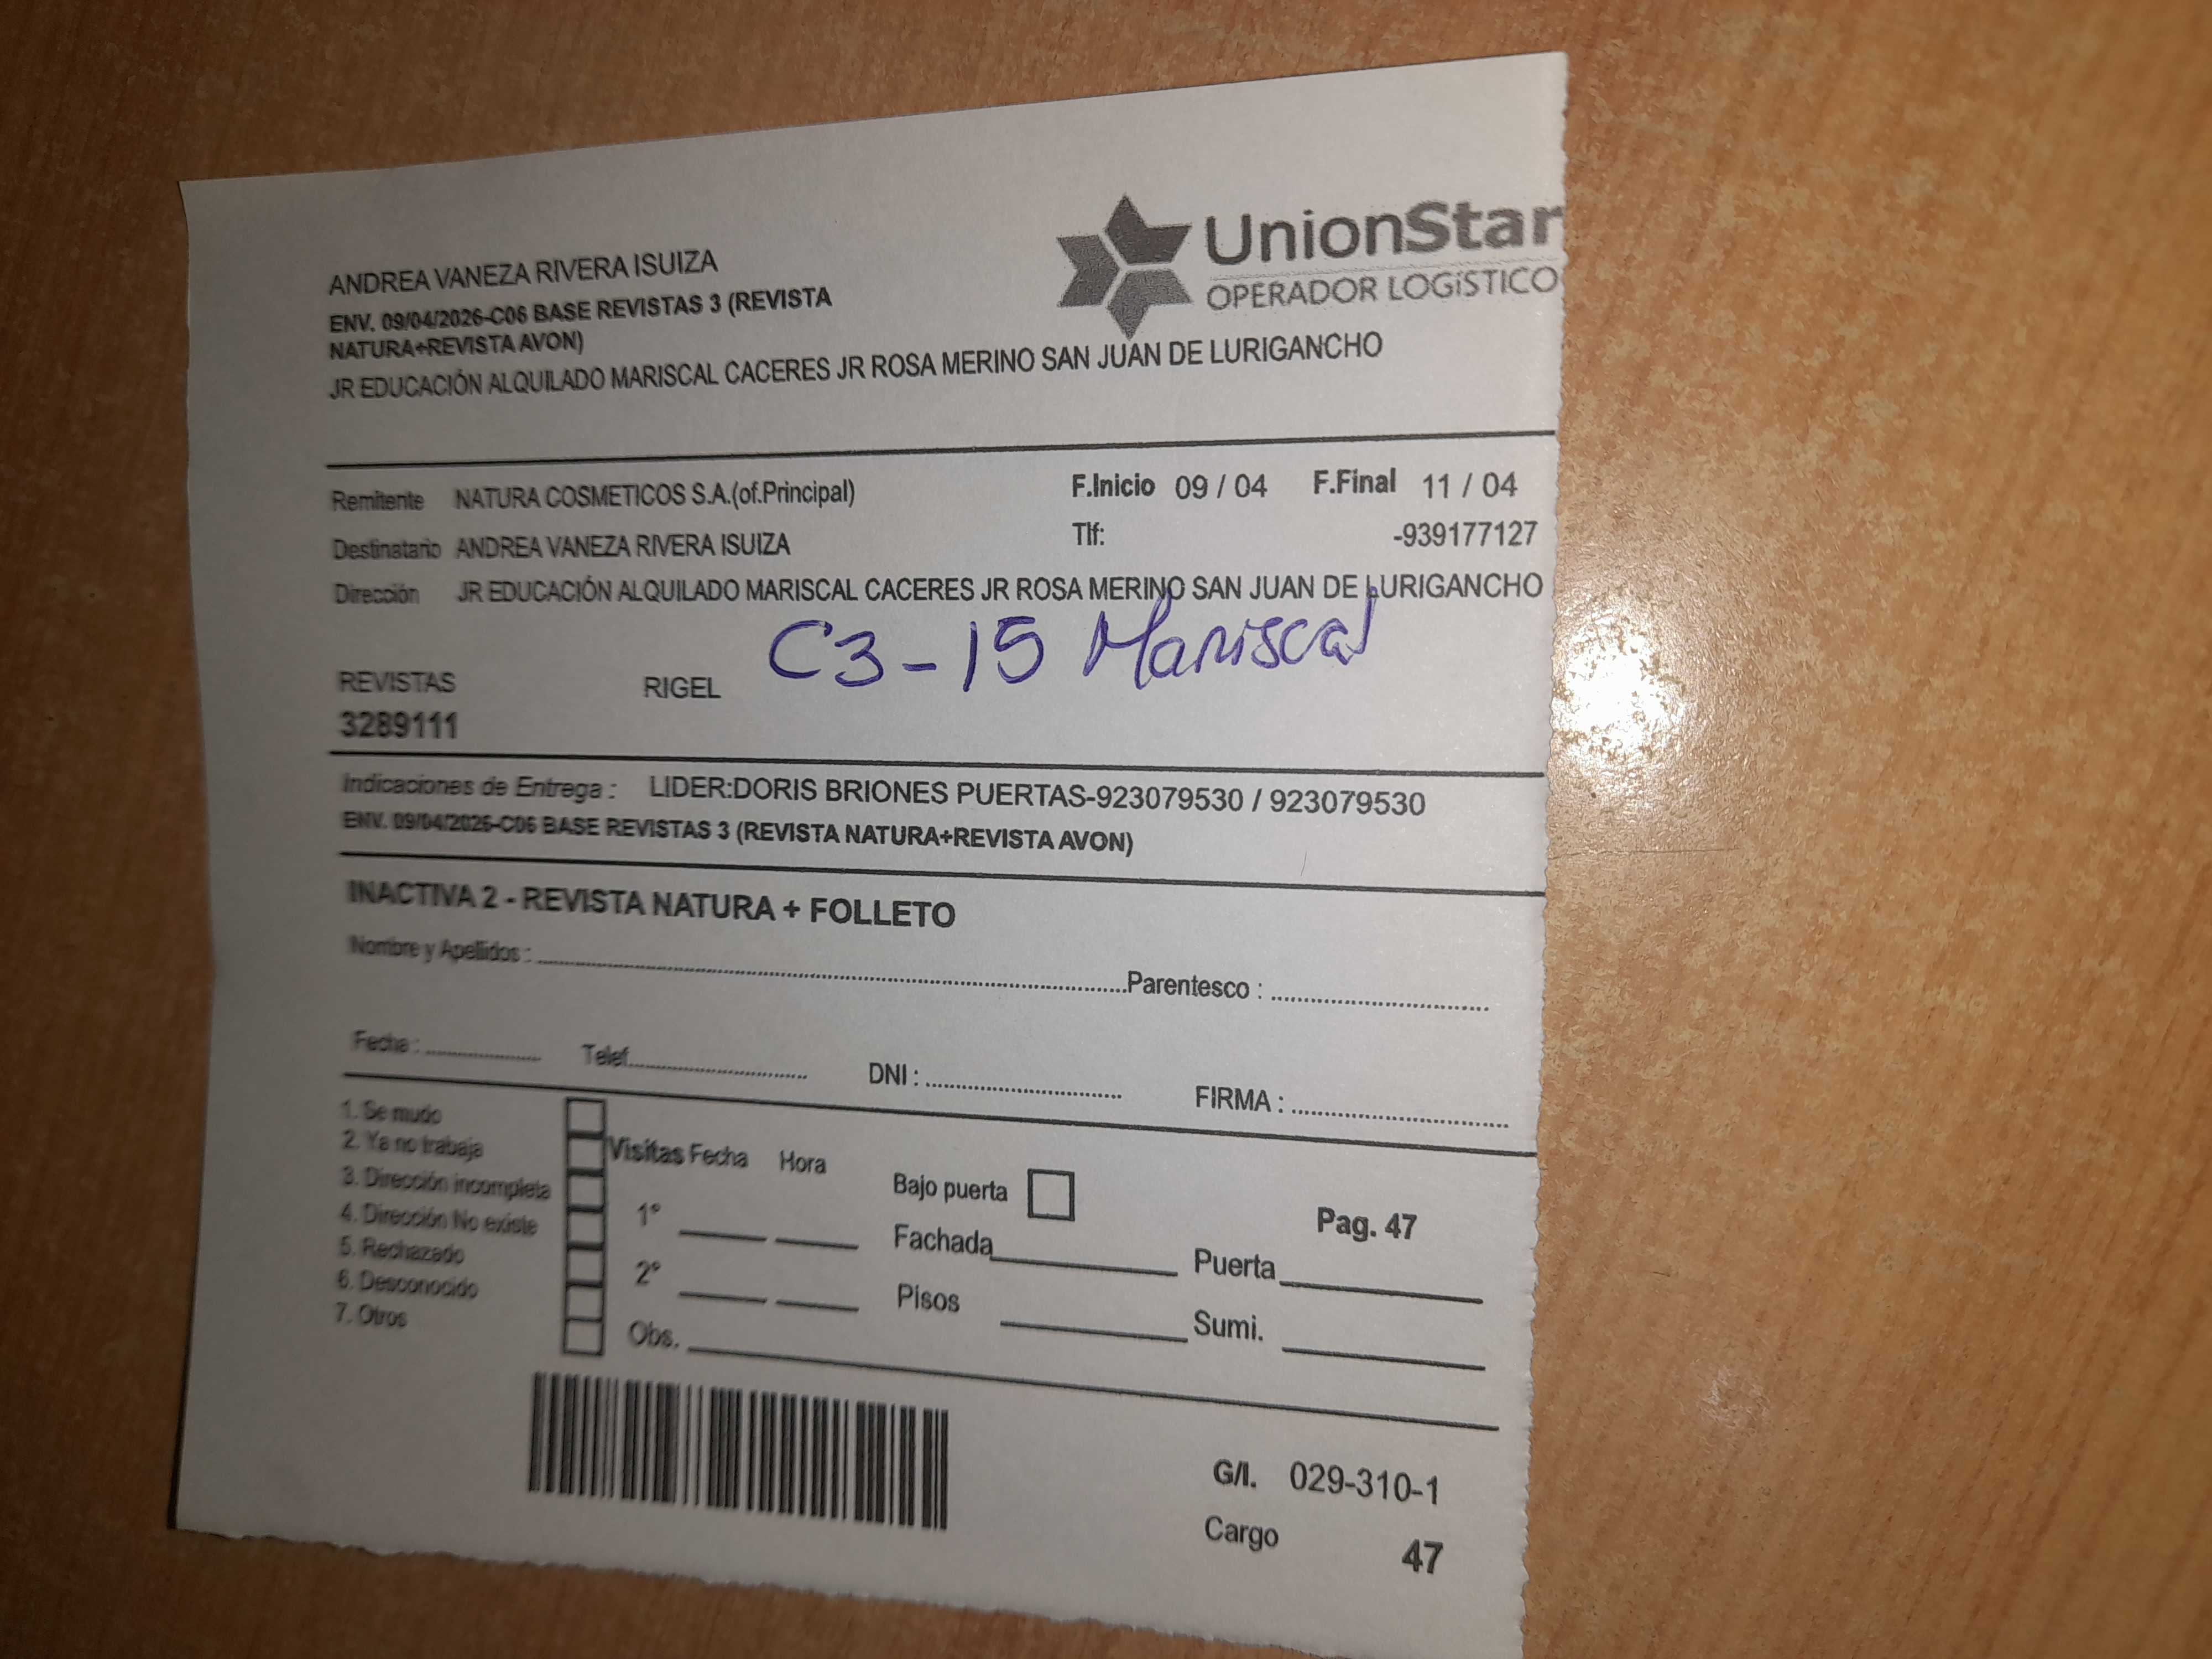 ANDREA VANEZA RIVERA ISUIZA
ENV. 09/04/2026-C06 BASE REVISTAS 3 (REVISTA
NATURA+REVISTA AVON)
JR EDUCACIÓN ALQUILADO MARISCAL CACERES JR ROSA MERINO SAN JUAN DE LURIGANCHO
UnionStar
OPERADOR LOGÍSTICO
Remitente NATURA COSMETICOS S.A.(of.Principal) F.Inicio 09 / 04 F.Final 11 / 04
Destinatario ANDREA VANEZA RIVERA ISUIZA Tlf: -939177127
Dirección JR EDUCACIÓN ALQUILADO MARISCAL CACERES JR ROSA MERINO SAN JUAN DE LURIGANCHO
C3-15 Mariscal
REVISTAS RIGEL
3289111
Indicaciones de Entrega : LIDER:DORIS BRIONES PUERTAS-923079530 / 923079530
ENV. 09/04/2026-C06 BASE REVISTAS 3 (REVISTA NATURA+REVISTA AVON)
INACTIVA 2 - REVISTA NATURA + FOLLETO
Nombre y Apellidos : Parentesco :
Fecha : Telef. DNI : FIRMA :
1. Se mudo
2. Ya no trabaja
3. Dirección incompleta
4. Dirección No existe
5. Rechazado
6. Desconocido
7. Otros
Visitas Fecha Hora
1°
2°
Obs.
Bajo puerta
Fachada
Pisos
Pag. 47
Puerta
Sumi.
G/I. 029-310-1
Cargo 47